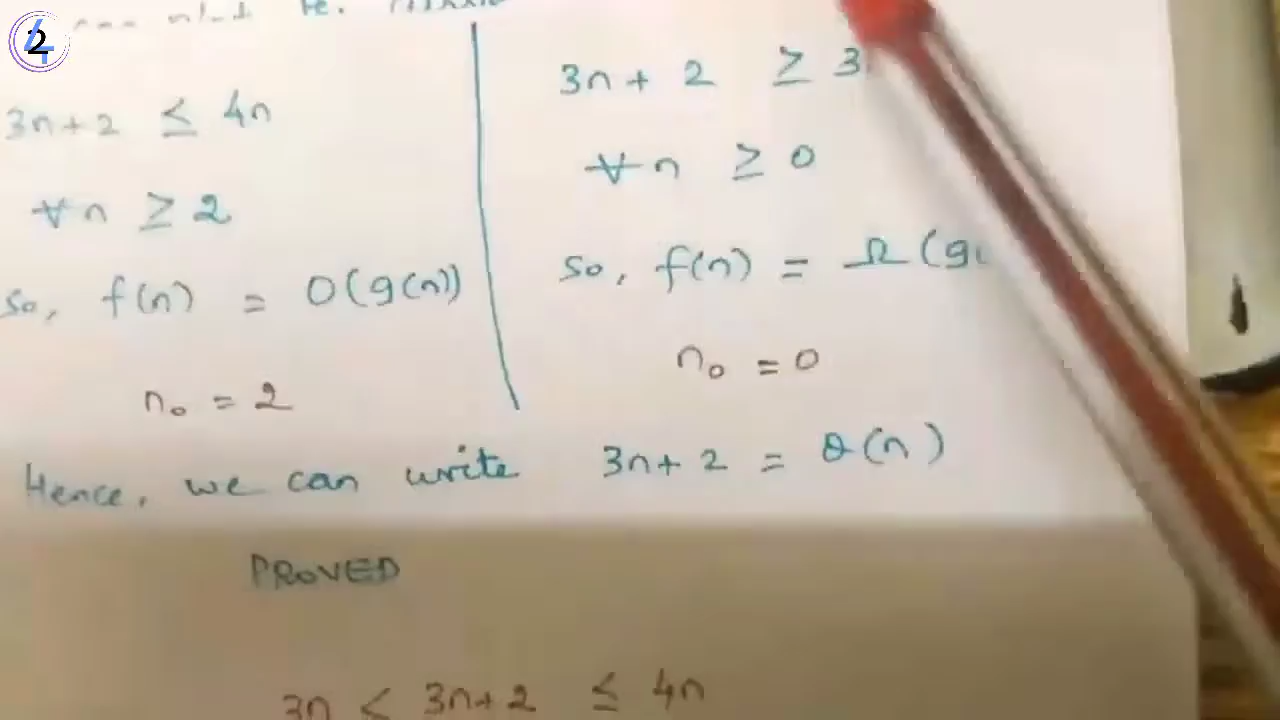 3n+2 ≤ 4n
∀n ≥ 2
So, f(n) = O(g(n))
n₀ = 2
3n + 2 ≥ 3
∀n ≥ 0
So, f(n) = Ω(g(
n₀ = 0
Hence, we can write 3n+2 = θ(n)
PROVED
3n < 3n+2 ≤ 4n